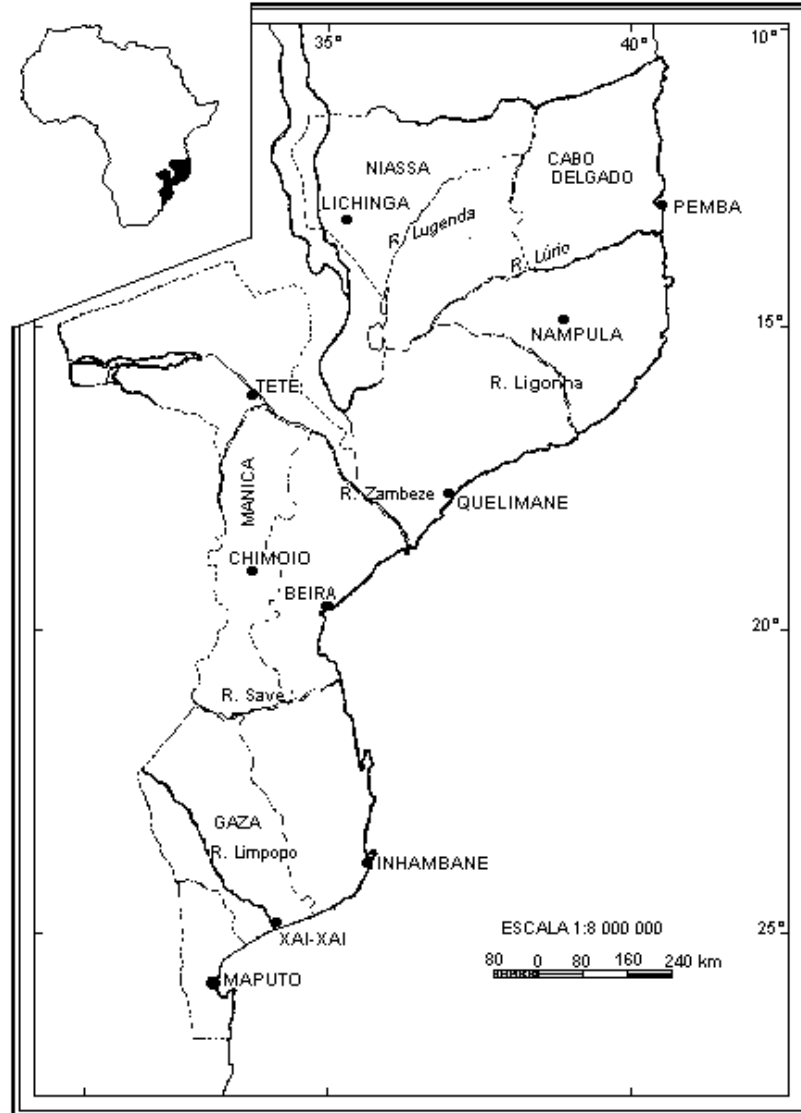 35°
40°
10°
NIASSA
CABO
DELGADO
LICHINGA
PEMBA
R. Lugenda
R. Lúrio
15°
NAMPULA
TETE
R. Ligonha
MANICA
R. Zambeze
QUELIMANE
CHIMOIO
BEIRA
20°
R. Save
GAZA
R. Limpopo
INHAMBANE
ESCALA 1:8 000 000
25°
XAI-XAI
80 0 80 160 240 km
MAPUTO